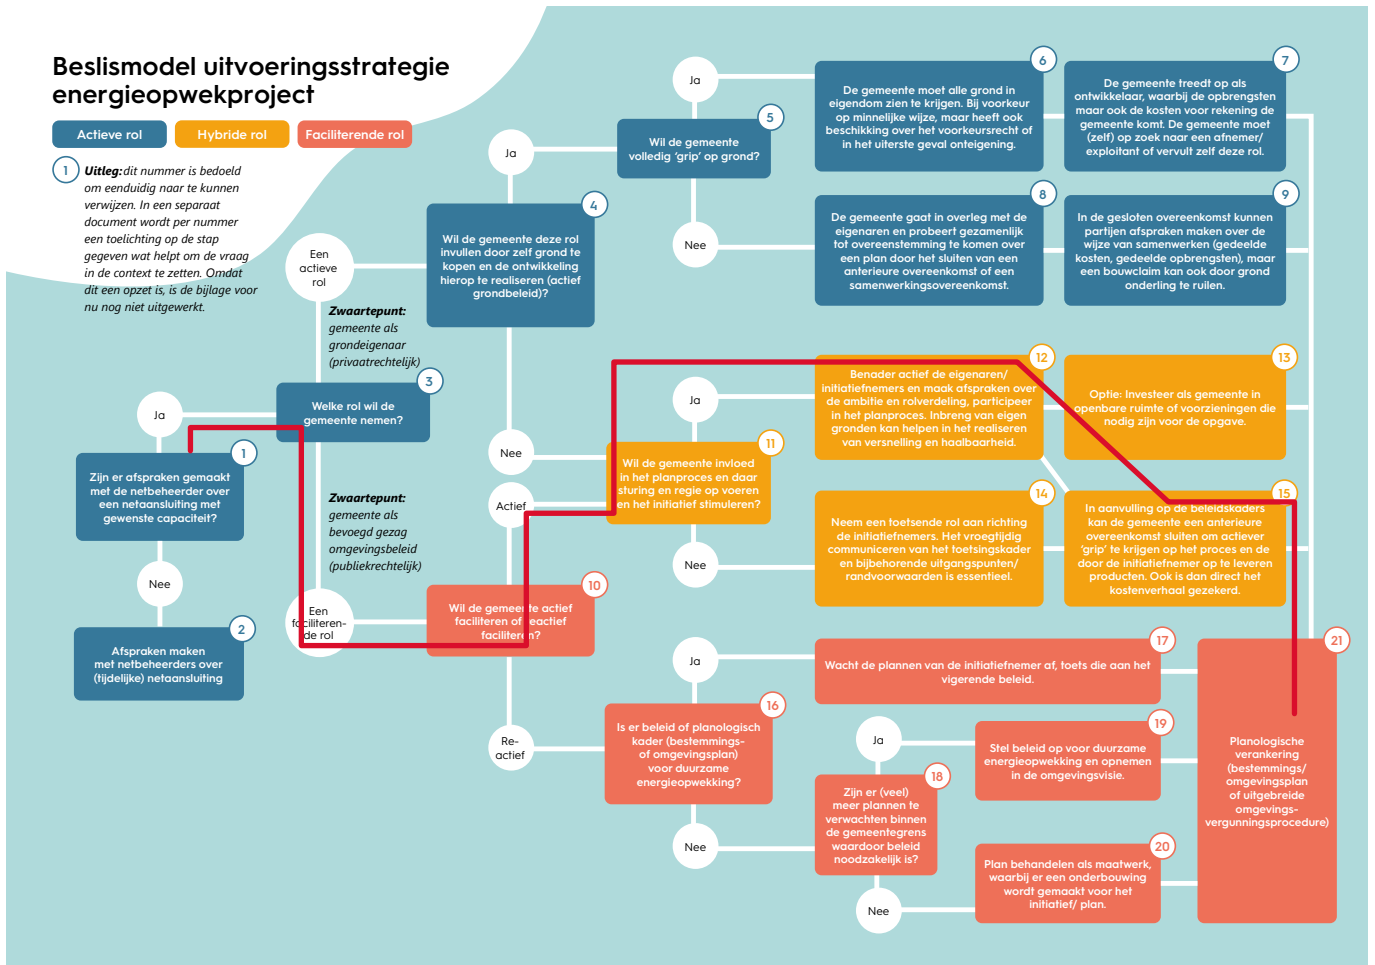 Beslismodel uitvoeringsstrategie
energieopwekproject
Actieve rol
Hybride rol
Faciliterende rol
1
Uitleg: dit nummer is bedoeld
om eenduidig naar te kunnen
verwijzen. In een separaat
document wordt per nummer
een toelichting op de stap
gegeven wat helpt om de vraag
in de context te zetten. Omdat
dit een opzet is, is de bijlage voor
nu nog niet uitgewerkt.
Ja
1
Zijn er afspraken gemaakt
met de netbeheerder over
een netaansluiting met
gewenste capaciteit?
Nee
2
Afspraken maken
met netbeheerders over
(tijdelijke) netaansluiting
Een
actieve
rol
Zwaartepunt:
gemeente als
grondeigenaar
(privaatrechtelijk)
3
Welke rol wil de
gemeente nemen?
Zwaartepunt:
gemeente als
bevoegd gezag
omgevingsbeleid
(publiekrechtelijk)
Een
faciliteren-
de rol
Ja
4
Wil de gemeente deze rol
invullen door zelf grond te
kopen en de ontwikkeling
hierop te realiseren (actief
grondbeleid)?
Nee
Actief
10
Wil de gemeente actief
faciliteren of reactief
faciliteren?
Re-
actief
Ja
5
Wil de gemeente
volledig ‘grip’ op grond?
Nee
6
De gemeente moet alle grond in
eigendom zien te krijgen. Bij voorkeur
op minnelijke wijze, maar heeft ook
beschikking over het voorkeursrecht of
in het uiterste geval onteigening.
7
De gemeente treedt op als
ontwikkelaar, waarbij de opbrengsten
maar ook de kosten voor rekening de
gemeente komt. De gemeente moet
(zelf) op zoek naar een afnemer/
exploitant of vervult zelf deze rol.
8
De gemeente gaat in overleg met de
eigenaren en probeert gezamenlijk
tot overeenstemming te komen over
een plan door het sluiten van een
anterieure overeenkomst of een
samenwerkingsovereenkomst.
9
In de gesloten overeenkomst kunnen
partijen afspraken maken over de
wijze van samenwerken (gedeelde
kosten, gedeelde opbrengsten), maar
een bouwclaim kan ook door grond
onderling te ruilen.
Ja
11
Wil de gemeente invloed
in het planproces en daar
sturing en regie op voeren
en het initiatief stimuleren?
Nee
12
Benader actief de eigenaren/
initiatiefnemers en maak afspraken over
de ambitie en rolverdeling, participeer
in het planproces. Inbreng van eigen
gronden kan helpen in het realiseren
van versnelling en haalbaarheid.
13
Optie: Investeer als gemeente in
openbare ruimte of voorzieningen die
nodig zijn voor de opgave.
14
Neem een toetsende rol aan richting
de initiatiefnemers. Het vroegtijdig
communiceren van het toetsingskader
en bijbehorende uitgangspunten/
randvoorwaarden is essentieel.
15
In aanvulling op de beleidskaders
kan de gemeente een anterieure
overeenkomst sluiten om actiever
‘grip’ te krijgen op het proces en de
door de initiatiefnemer op te leveren
producten. Ook is dan direct het
kostenverhaal gezekerd.
Ja
16
Is er beleid of planologisch
kader (bestemmings-
of omgevingsplan)
voor duurzame
energieopwekking?
Nee
17
Wacht de plannen van de initiatiefnemer af, toets die aan het
vigerende beleid.
Ja
18
Zijn er (veel)
meer plannen te
verwachten binnen
de gemeentegrens
waardoor beleid
noodzakelijk is?
Nee
19
Stel beleid op voor duurzame
energieopwekking en opnemen
in de omgevingsvisie.
20
Plan behandelen als maatwerk,
waarbij er een onderbouwing
wordt gemaakt voor het
initiatief/ plan.
21
Planologische
verankering
(bestemmings/
omgevingsplan
of uitgebreide
omgevings-
vergunningsprocedure)